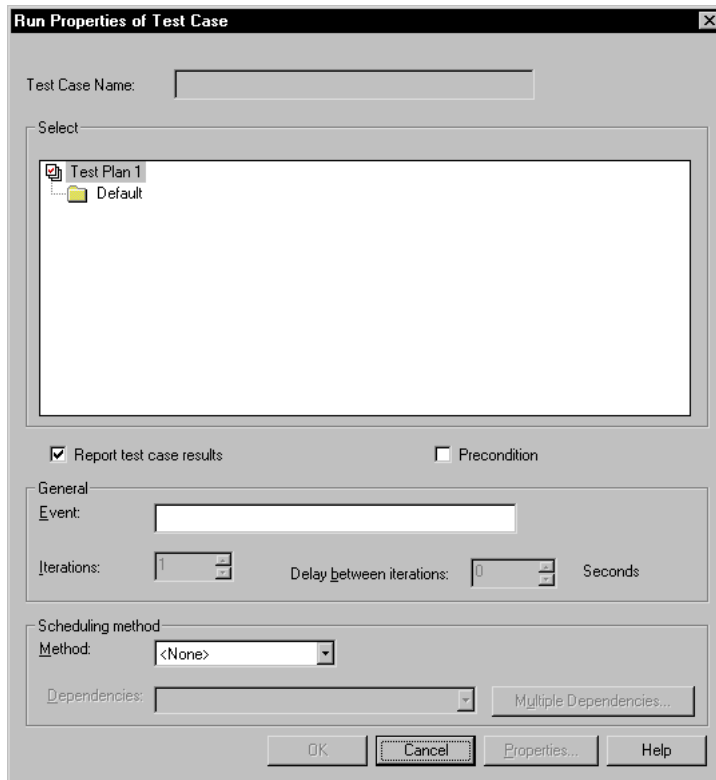 Run Properties of Test Case
Test Case Name:
Select
Test Plan 1
Default
Report test case results
Precondition
General
Event:
Iterations: 1 Delay between iterations: 0 Seconds
Scheduling method
Method: <None>
Dependencies: Multiple Dependencies...
OK Cancel Properties... Help